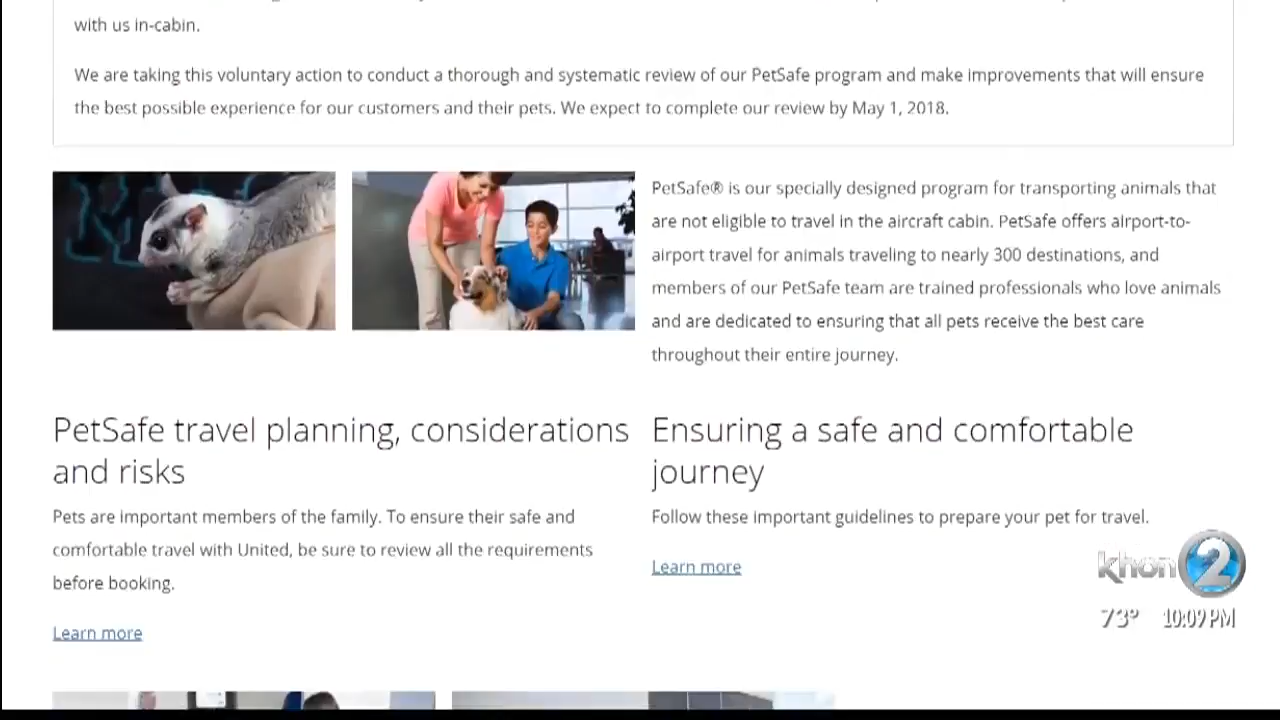 with us in-cabin.
We are taking this voluntary action to conduct a thorough and systematic review of our PetSafe program and make improvements that will ensure
the best possible experience for our customers and their pets. We expect to complete our review by May 1, 2018.
PetSafe® is our specially designed program for transporting animals that
are not eligible to travel in the aircraft cabin. PetSafe offers airport-to-
airport travel for animals traveling to nearly 300 destinations, and
members of our PetSafe team are trained professionals who love animals
and are dedicated to ensuring that all pets receive the best care
throughout their entire journey.
PetSafe travel planning, considerations
and risks
Pets are important members of the family. To ensure their safe and
comfortable travel with United, be sure to review all the requirements
before booking.
Learn more
Ensuring a safe and comfortable
journey
Follow these important guidelines to prepare your pet for travel.
Learn more
khon 2
73° 10:09 PM